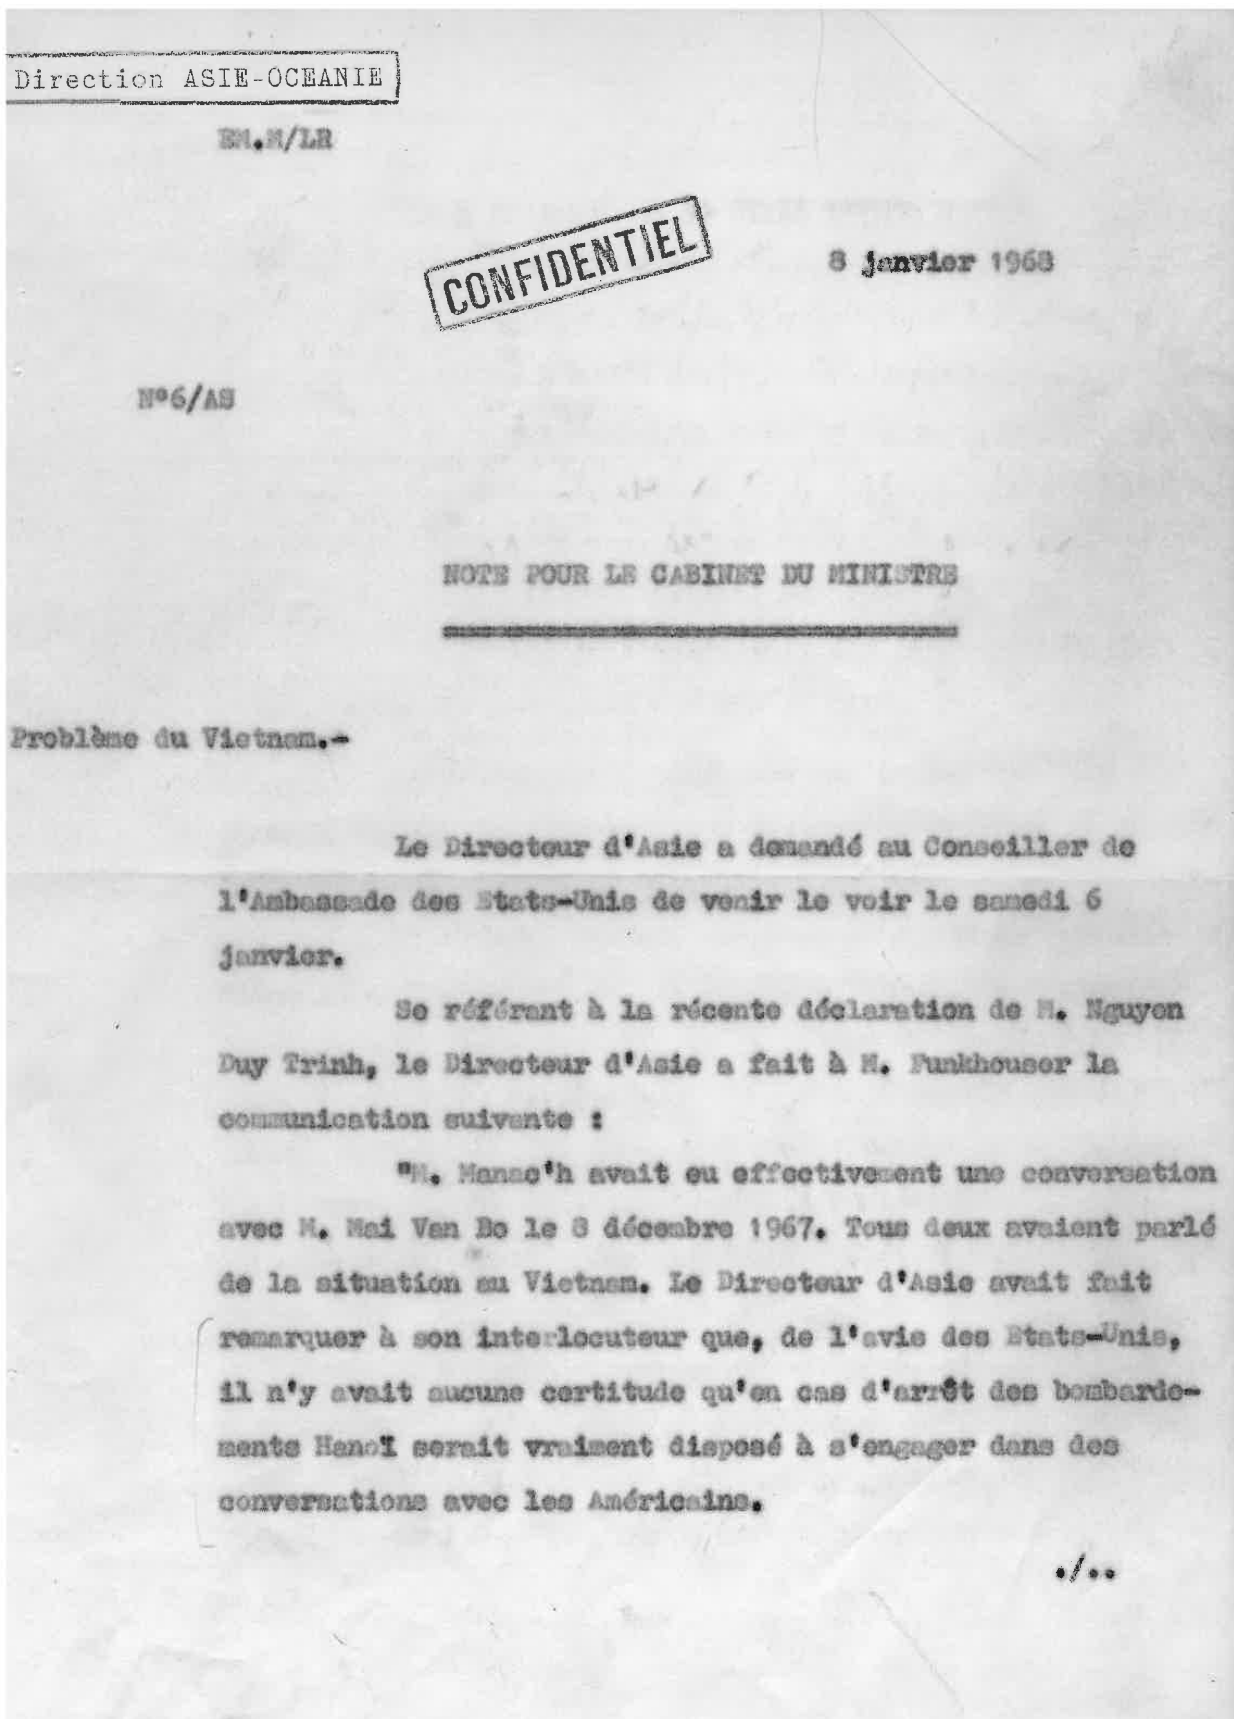 Direction ASIE-OCEANIE
EM.M/LR
CONFIDENTIEL
8 janvier 1968
N°6/AS
NOTE POUR LE CABINET DU MINISTRE
Problème du Vietnam.-
Le Directeur d'Asie a demandé au Conseiller de
l'Ambassade des Etats-Unis de venir le voir le samedi 6
janvier.
Se référant à la récente déclaration de M. Nguyen
Duy Trinh, le Directeur d'Asie a fait à M. Funkhouser la
communication suivante :
"M. Manac'h avait eu effectivement une conversation
avec M. Mai Van Bo le 8 décembre 1967. Tous deux avaient parlé
de la situation au Vietnam. Le Directeur d'Asie avait fait
remarquer à son interlocuteur que, de l'avis des Etats-Unis,
il n'y avait aucune certitude qu'en cas d'arrêt des bombarde-
ments Hanoï serait vraiment disposé à s'engager dans des
conversations avec les Américains.
./..